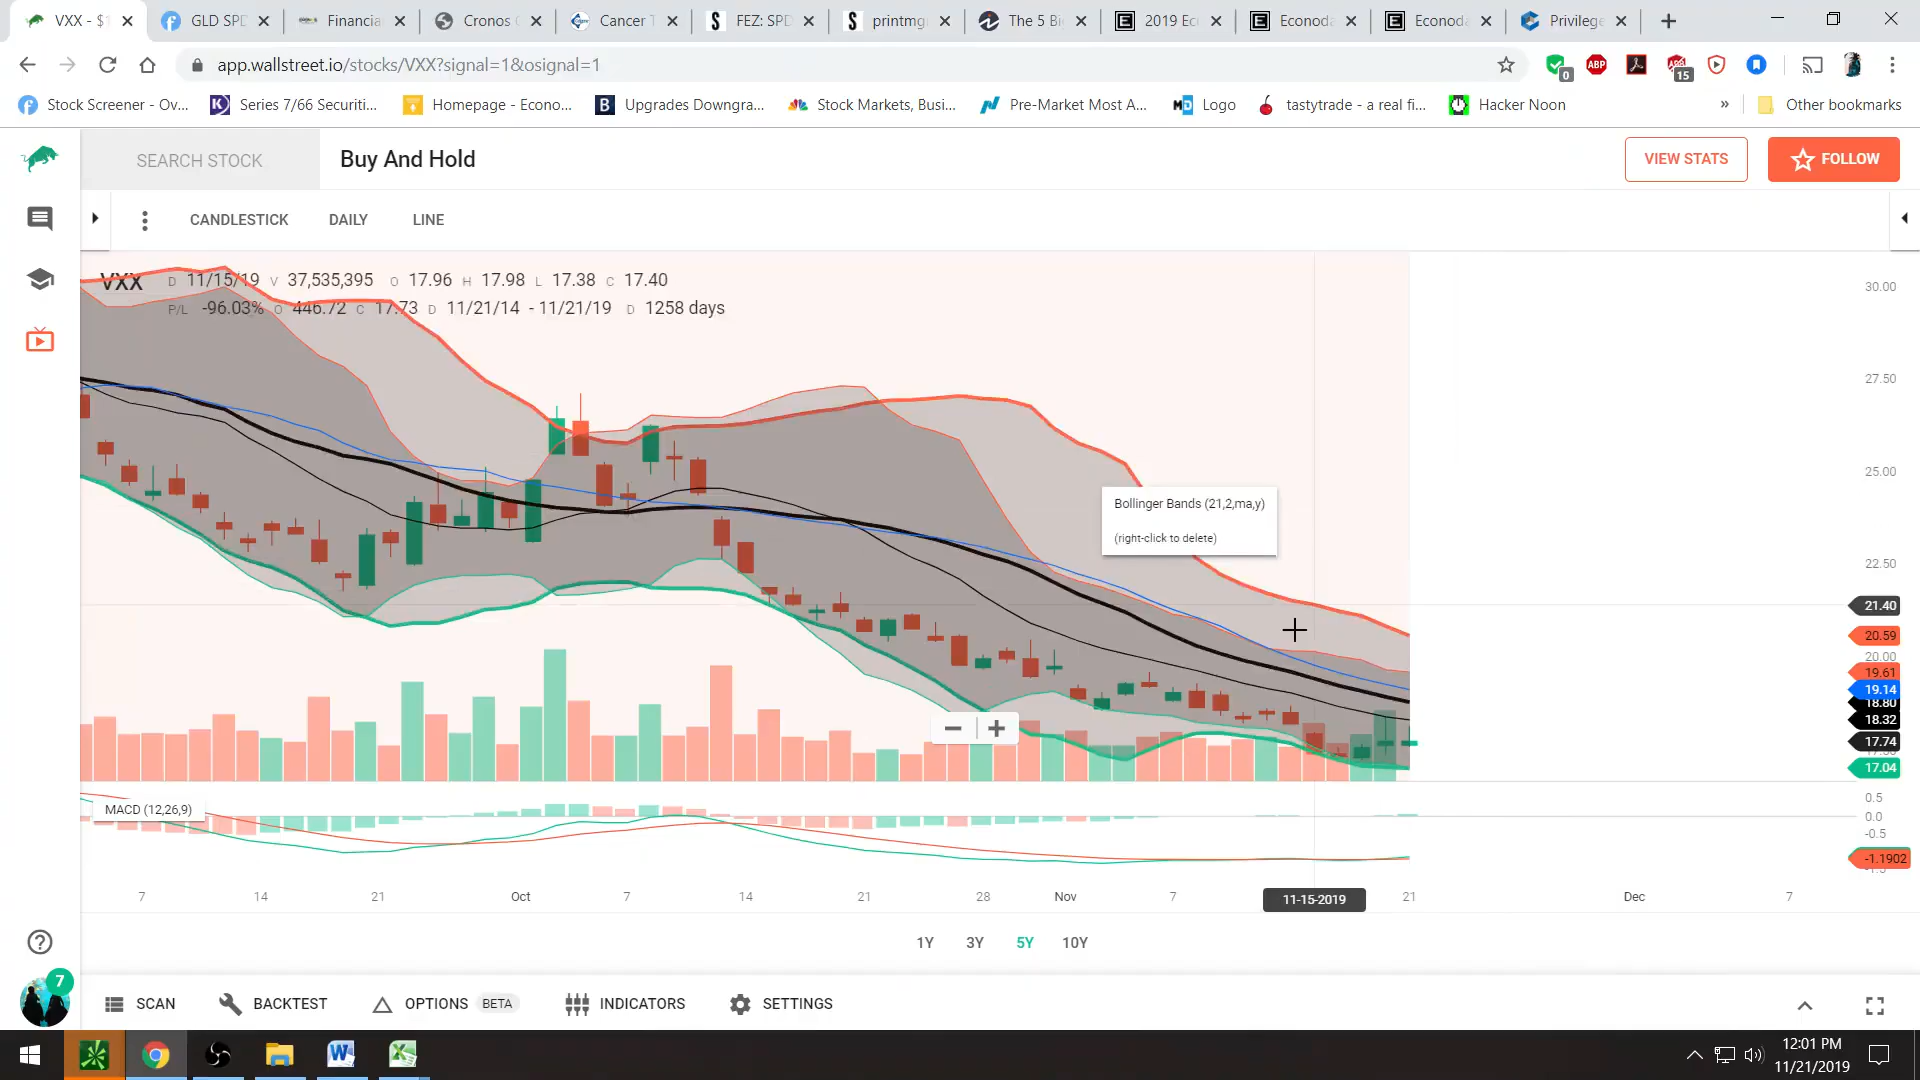 VXX - $1
GLD SPD
Financia
Cronos
Cancer T
FEZ: SPD
printmg
The 5 Bi
2019 Ec
Econoda
Econoda
Privilege
app.wallstreet.io/stocks/VXX?signal=1&osignal=1
0
ABP
15
Stock Screener - Ov...
Series 7/66 Securiti...
Homepage - Econo...
Upgrades Downgra...
Stock Markets, Busi...
Pre-Market Most A...
Logo
tastytrade - a real fi...
Hacker Noon
»
Other bookmarks
SEARCH STOCK
Buy And Hold
VIEW STATS
FOLLOW
CANDLESTICK
DAILY
LINE
VXX D 11/15/19 V 37,535,395 O 17.96 H 17.98 L 17.38 C 17.40
P/L -96.03% O 446.72 C 17.73 D 11/21/14 - 11/21/19 D 1258 days
30.00
27.50
25.00
22.50
21.40
20.59
20.00
19.61
19.14
18.80
18.32
17.74
17.04
Bollinger Bands (21,2,ma,y)
(right-click to delete)
MACD (12,26,9)
0.5
0.0
-0.5
-1.1902
7 14 21 Oct 7 14 21 28 Nov 7 11-15-2019 21 Dec 7
1Y 3Y 5Y 10Y
7
SCAN
BACKTEST
OPTIONS BETA
INDICATORS
SETTINGS
12:01 PM
11/21/2019